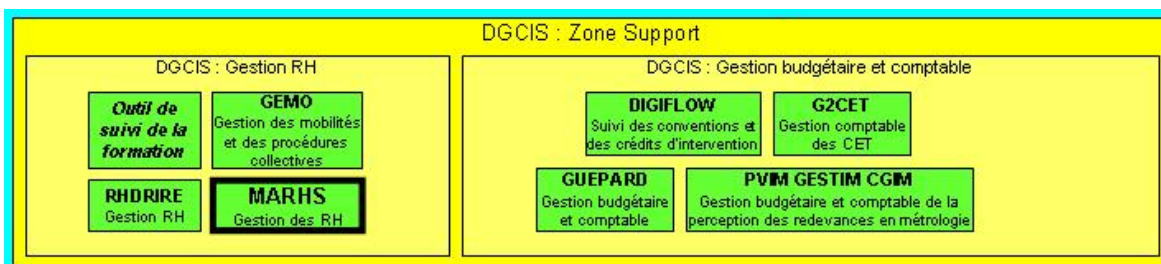 DGCIS : Zone Support
DGCIS : Gestion RH
Outil de
suivi de la
formation
GEMO
Gestion des mobilités
et des procédures
collectives
RHDRIRE
Gestion RH
MARHS
Gestion des RH
DGCIS : Gestion budgétaire et comptable
DIGIFLOW
Suivi des conventions et
des crédits d'intervention
G2CET
Gestion comptable
des CET
GUEPARD
Gestion budgétaire
et comptable
PVIM GESTIM CGIM
Gestion budgétaire et comptable de la
perception des redevances en métrologie